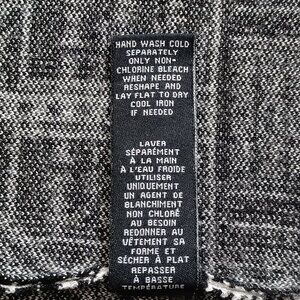 HAND WASH COLD
SEPARATELY
ONLY NON-
CHLORINE BLEACH
WHEN NEEDED
RESHAPE AND
LAY FLAT TO DRY
COOL IRON
IF NEEDED
LAVER
SÉPARÉMENT
À LA MAIN
À L'EAU FROIDE
UTILISER
UNIQUEMENT
UN AGENT DE
BLANCHIMENT
NON CHLORÉ
AU BESOIN
REDONNER AU
VÊTEMENT SA
FORME ET
SÉCHER À PLAT
REPASSER
À BASSE
TEMPÉRATURE